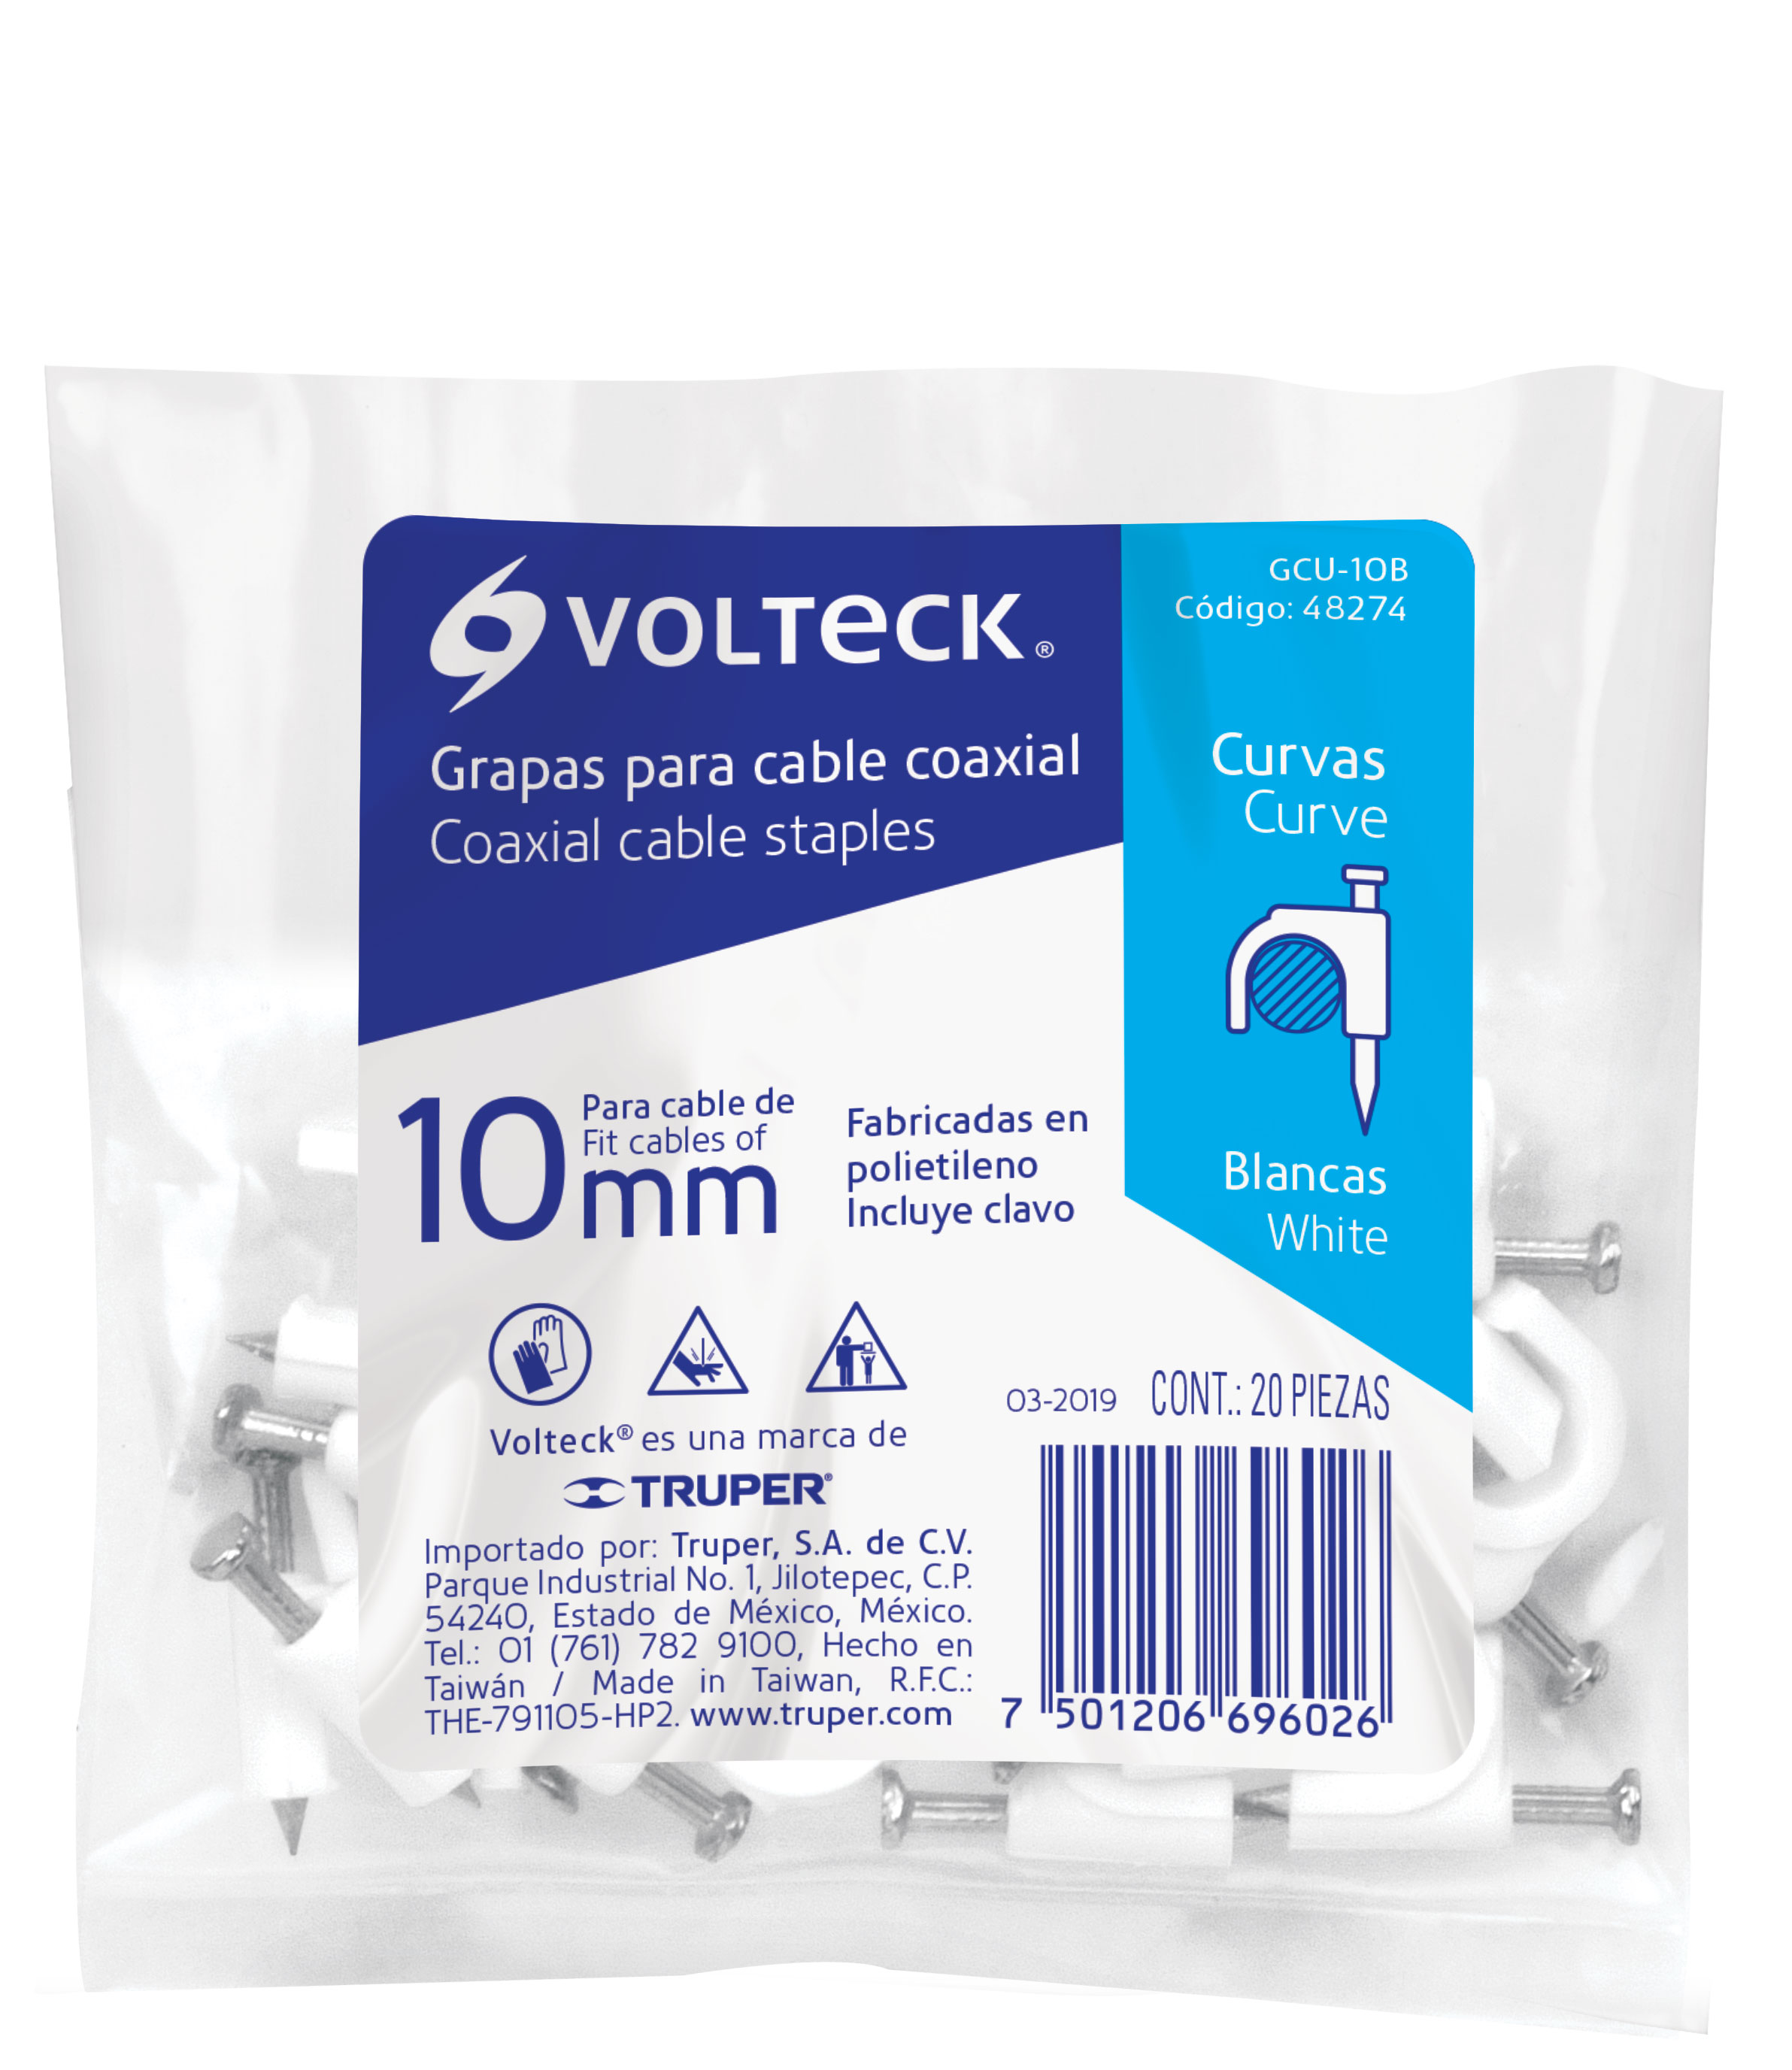 VOLTECK®
Grapas para cable coaxial
Coaxial cable staples
GCU-10B
Código: 48274
Curvas
Curve
Blancas
White
10 mm
Para cable de
Fit cables of
Fabricadas en
polietileno
Incluye clavo
Volteck® es una marca de
TRUPER®
Importado por: Truper, S.A. de C.V.
Parque Industrial No. 1, Jilotepec, C.P.
54240, Estado de México, México.
Tel.: 01 (761) 782 9100, Hecho en
Taiwán / Made in Taiwan, R.F.C.:
THE-791105-HP2. www.truper.com
03-2019 CONT.: 20 PIEZAS
7 501206 696026